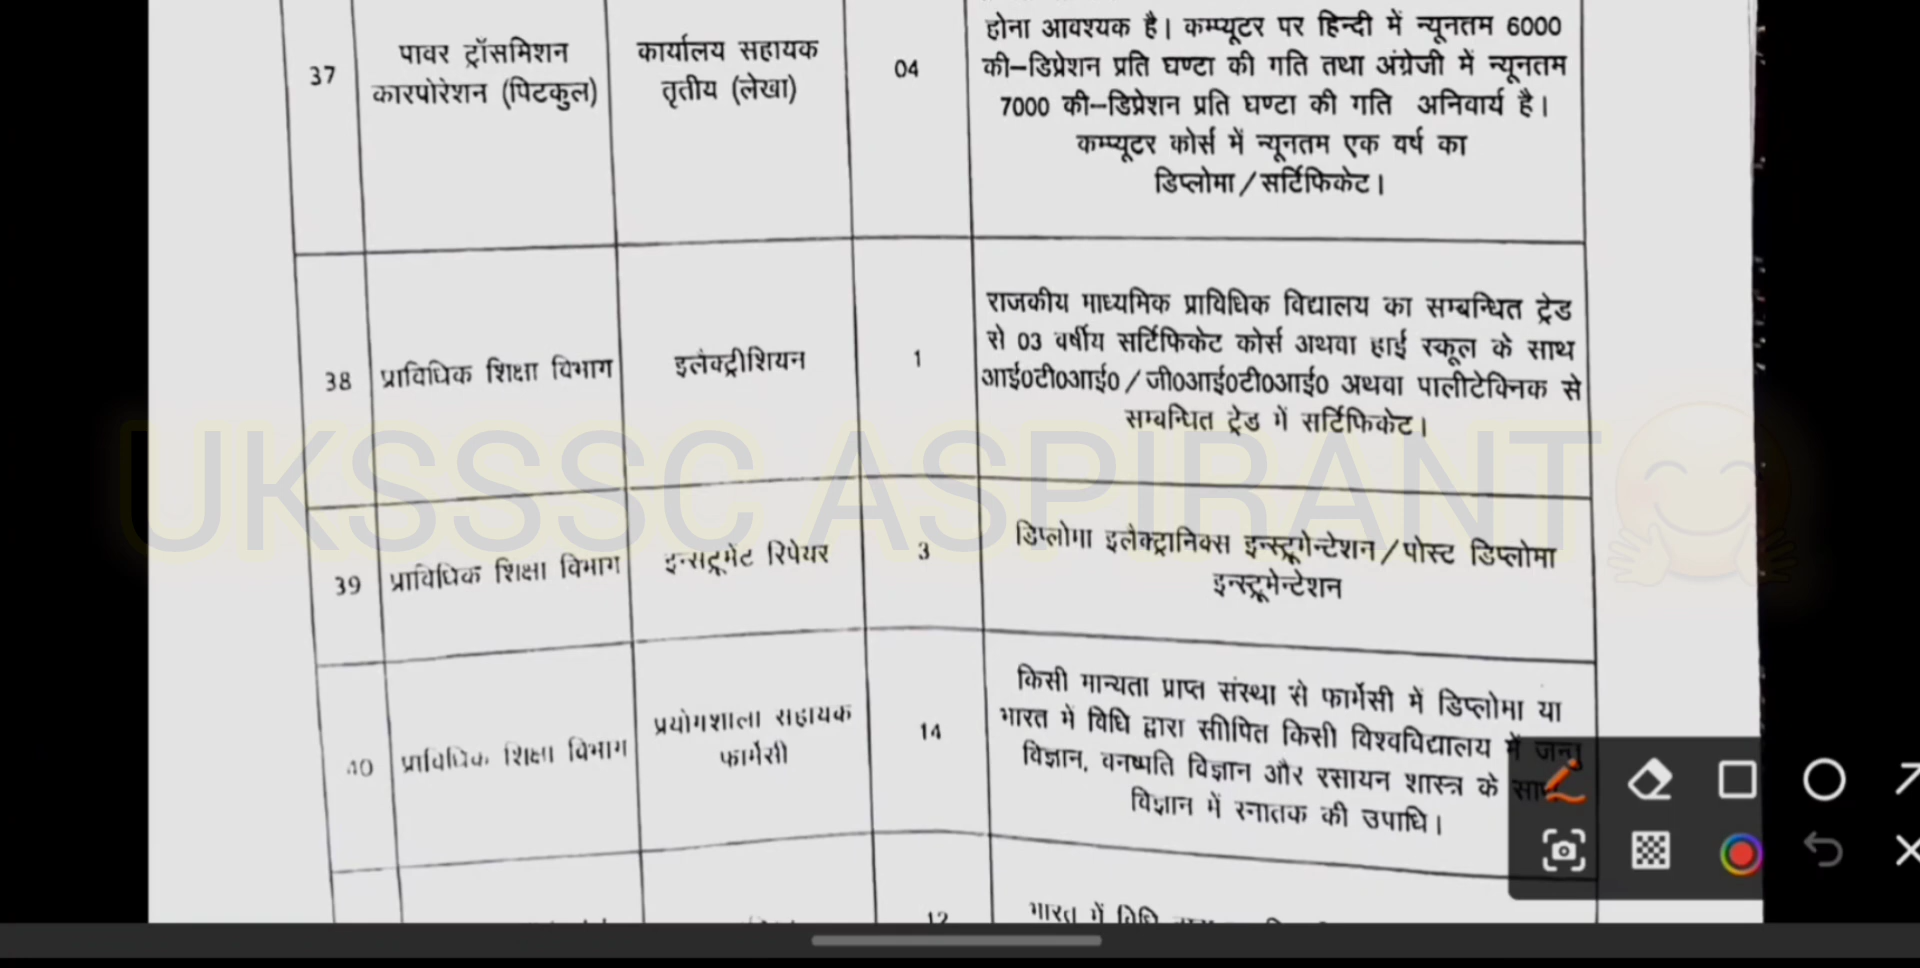 होना आवश्यक है। कम्प्यूटर पर हिन्दी में न्यूनतम 6000
37 पावर ट्रॉसमिशन कार्यालय सहायक 04 की–डिप्रेशन प्रति घण्टा की गति तथा अंग्रेजी में न्यूनतम
कारपोरेशन (पिटकुल) तृतीय (लेखा) 7000 की–डिप्रेशन प्रति घण्टा की गति अनिवार्य है।
कम्प्यूटर कोर्स में न्यूनतम एक वर्ष का
डिप्लोमा/सर्टिफिकेट।
राजकीय माध्यमिक प्राविधिक विद्यालय का सम्बन्धित ट्रेड
से 03 वर्षीय सर्टिफिकेट कोर्स अथवा हाई स्कूल के साथ
38 प्राविधिक शिक्षा विभाग इलैक्ट्रीशियन 1 आई0टी0आई0/जी0आई0टी0आई0 अथवा पालीटेक्निक से
सम्बन्धित ट्रेड में सर्टिफिकेट।
UKSSSC ASPIRANT
39 प्राविधिक शिक्षा विभाग इन्सट्रूमेंट रिपेयर 3 डिप्लोमा इलैक्ट्रानिक्स इन्स्ट्रूमेन्टेशन/पोस्ट डिप्लोमा
इन्स्ट्रूमेन्टेशन
किसी मान्यता प्राप्त संस्था से फार्मेसी में डिप्लोमा या
40 प्राविधिक शिक्षा विभाग प्रयोगशाला सहायक 14 भारत में विधि द्वारा किसी विश्वविद्यालय में जन्तु
फार्मेसी विज्ञान, वनष्पति विज्ञान और रसायन शास्त्र के साथ
विज्ञान में स्नातक की उपाधि।
12 भारत में विधि